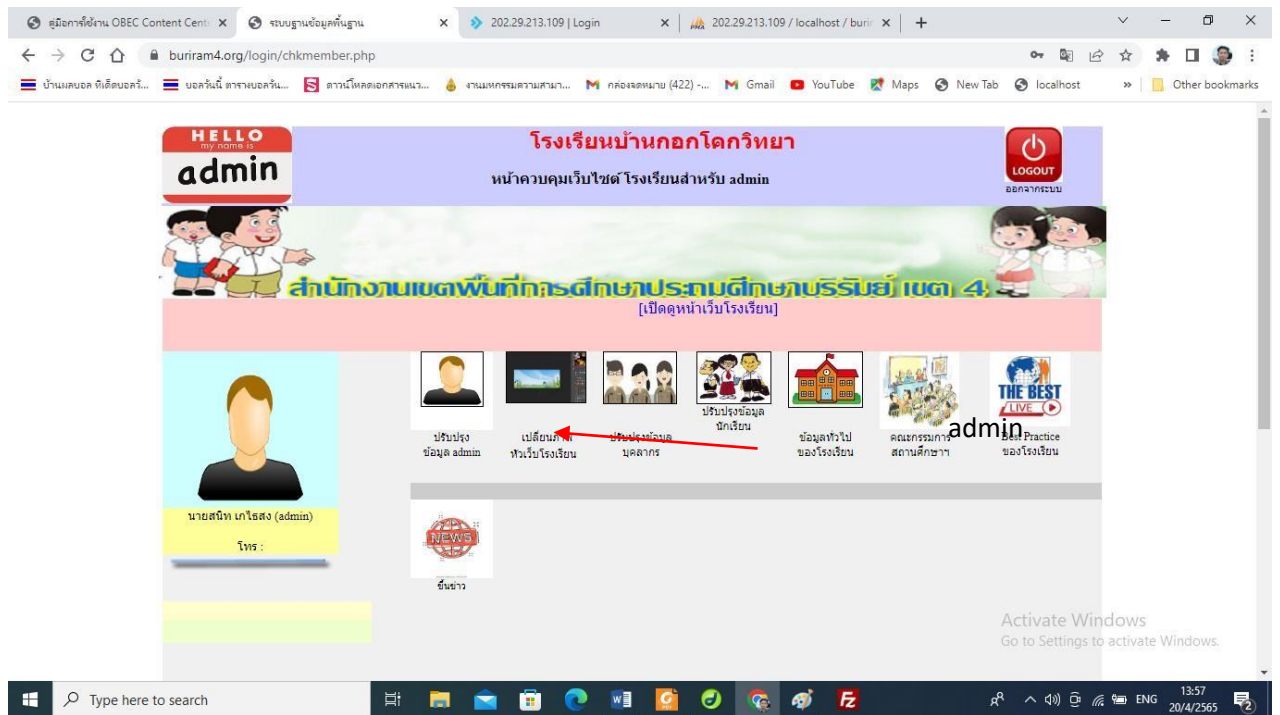 คู่มือการใช้งาน OBEC Content Cent
ระบบฐานข้อมูลพื้นฐาน
202.29.213.109 | Login
202.29.213.109 / localhost / buri
buriram4.org/login/chkmember.php
บ้านผลบอล ทีเด็ดบอลวั...
บอลวันนี้ ตารางบอลวัน...
ดาวน์โหลดเอกสารแนว...
งานมหกรรมความสามา...
กล่องจดหมาย (422) -...
Gmail
YouTube
Maps
New Tab
localhost
»
Other bookmarks
HELLO
my name is
admin
โรงเรียนบ้านกอกโคกวิทยา
หน้าควบคุมเว็บไซต์โรงเรียนสำหรับ admin
LOGOUT
ออกจากระบบ
สำนักงานเขตพื้นที่การศึกษาประถมศึกษาบุรีรัมย์ เขต 4
[เปิดดูหน้าเว็บโรงเรียน]
ปรับปรุง
ข้อมูล admin
เปลี่ยนภาพ
หัวเว็บโรงเรียน
ปรับปรุงข้อมูล
บุคลากร
ปรับปรุงข้อมูล
นักเรียน
ข้อมูลทั่วไป
ของโรงเรียน
คณะกรรมการ
สถานศึกษาฯ
THE BEST
LIVE
Best Practice
ของโรงเรียน
admin
นายสนิท เกไธสง (admin)
โทร :
NEWS
ขึ้นข่าว
Activate Windows
Go to Settings to activate Windows.
Type here to search
ENG
13:57
20/4/2565
2